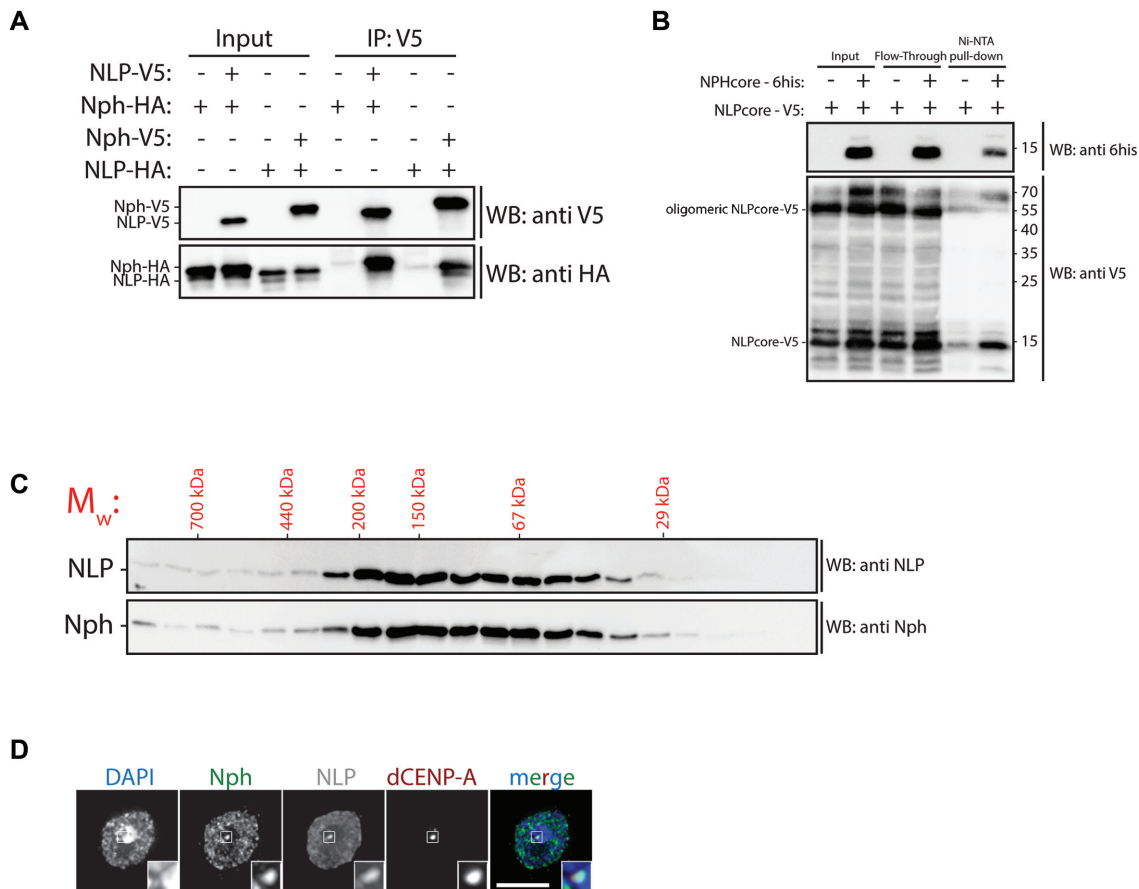 A
Input IP: V5
NLP-V5: - + - - - + - -
Nph-HA: + + - - + + - -
Nph-V5: - - - + - - - +
NLP-HA: - - + + - - + +
Nph-V5
NLP-V5
WB: anti V5
Nph-HA
NLP-HA
WB: anti HA
B
Input Flow-Through Ni-NTA pull-down
NPHcore - 6his: - + - + - +
NLPcore - V5: + + + + + +
15
WB: anti 6his
oligomeric NLPcore-V5
NLPcore-V5
70
55
40
35
25
15
WB: anti V5
C
Mw: 700 kDa 440 kDa 200 kDa 150 kDa 67 kDa 29 kDa
NLP
WB: anti NLP
Nph
WB: anti Nph
D
DAPI Nph NLP dCENP-A merge